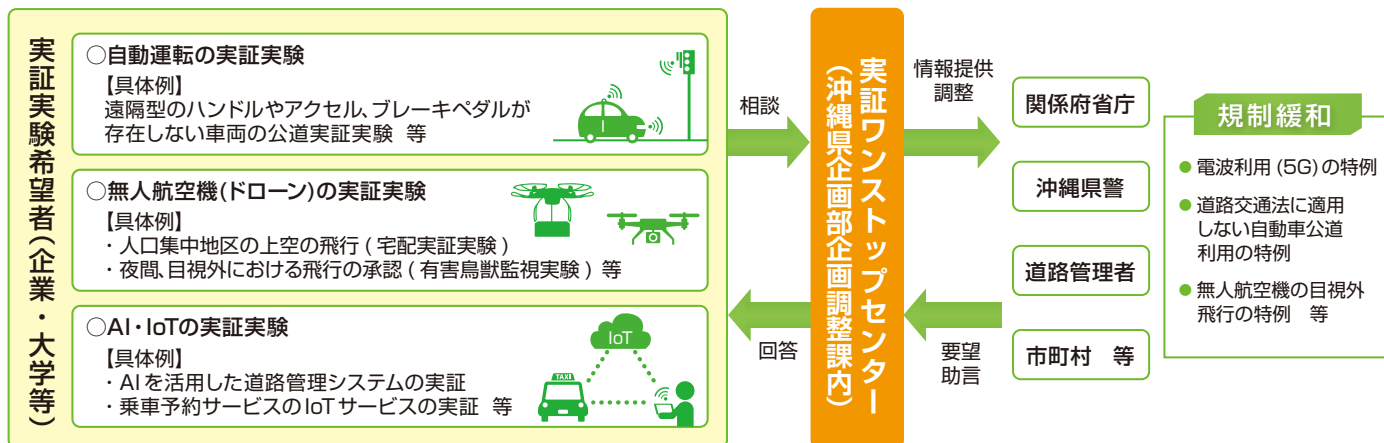 実証実験希望者(企業・大学等)
○自動運転の実証実験
【具体例】
遠隔型のハンドルやアクセル、ブレーキペダルが
存在しない車両の公道実証実験 等
○無人航空機(ドローン)の実証実験
【具体例】
・人口集中地区の上空の飛行(宅配実証実験)
・夜間、目視外における飛行の承認(有害鳥獣監視実験) 等
○AI・IoTの実証実験
【具体例】
・AIを活用した道路管理システムの実証
・乗車予約サービスのIoTサービスの実証 等
IoT
TAXI
相談
回答
実証ワンストップセンター
(沖縄県企画部企画調整課内)
情報提供
調整
要望
助言
関係府省庁
沖縄県警
道路管理者
市町村 等
規制緩和
●電波利用(5G)の特例
●道路交通法に適用
しない自動車公道
利用の特例
●無人航空機の目視外
飛行の特例 等